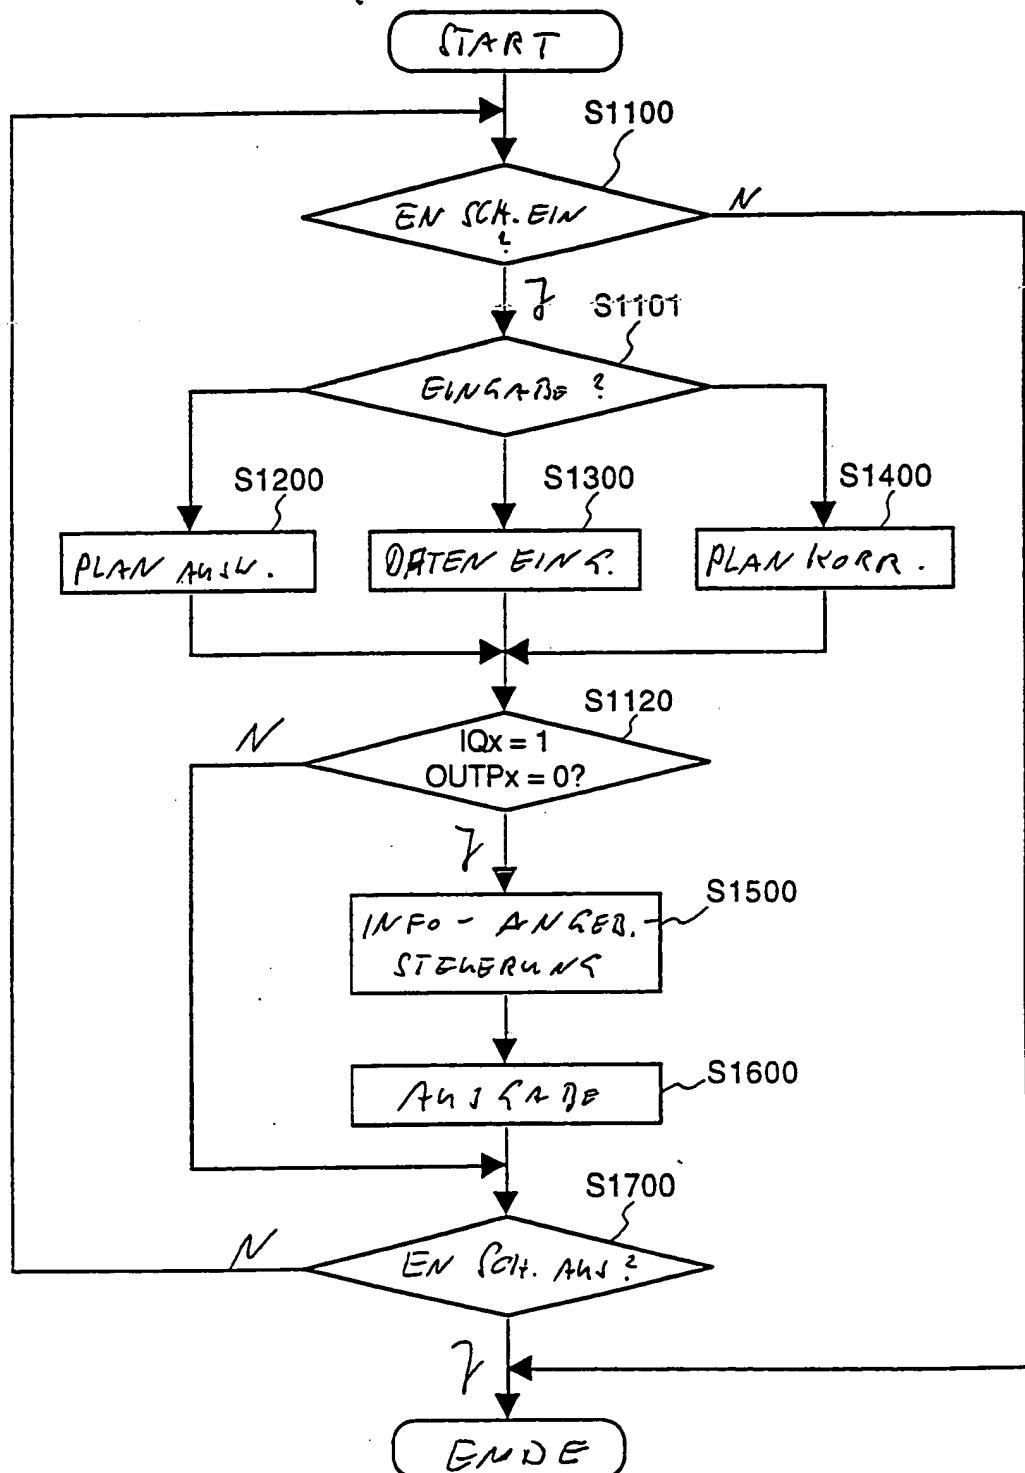 START
S1100
EN SCH. EIN
?
N
J
S1101
EINGABE ?
S1200
S1300
S1400
PLAN AUSW.
DATEN EING.
PLAN KORR.
S1120
N
IQx = 1
OUTPx = 0?
J
S1500
INFO - ANGEB.
STEUERUNG
S1600
AUSGABE
S1700
N
EN SCH. AUS ?
J
ENDE